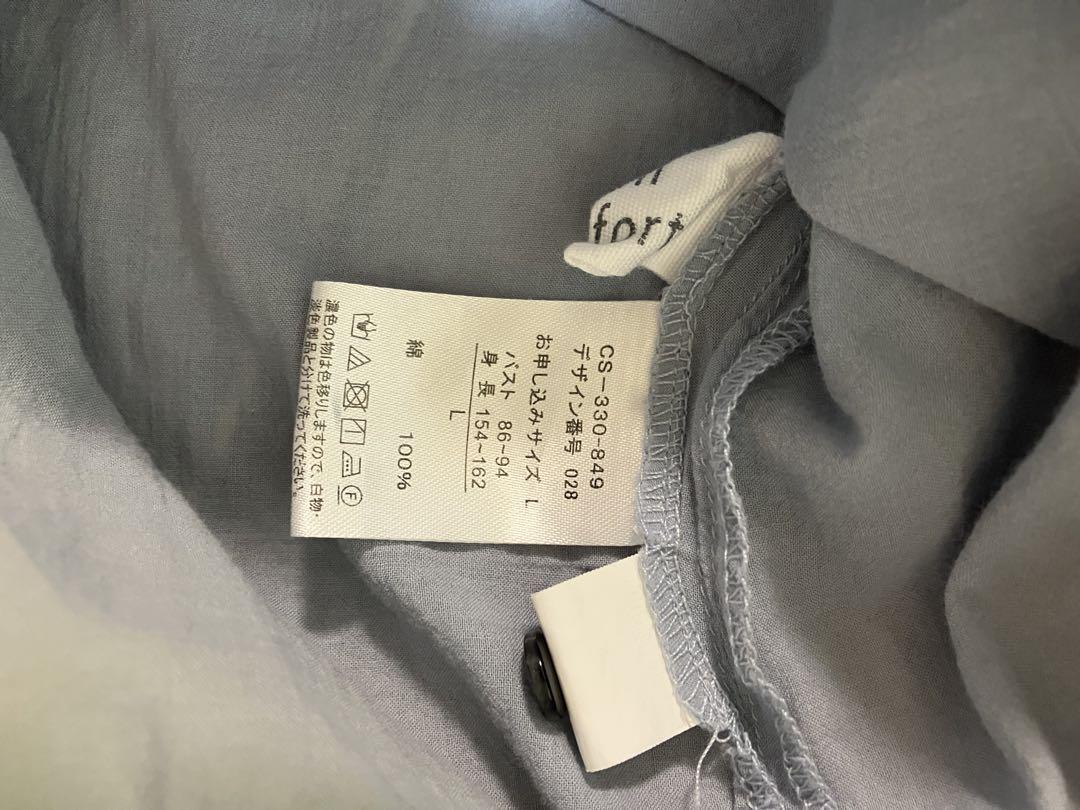 CS-330-849
デザイン番号 028
お申し込みサイズ L
バスト 86~94
身長 154~162
L
綿 100%
F
濃色の物は色移りしますので、白物・
淡色製品と分けて洗ってください。
for